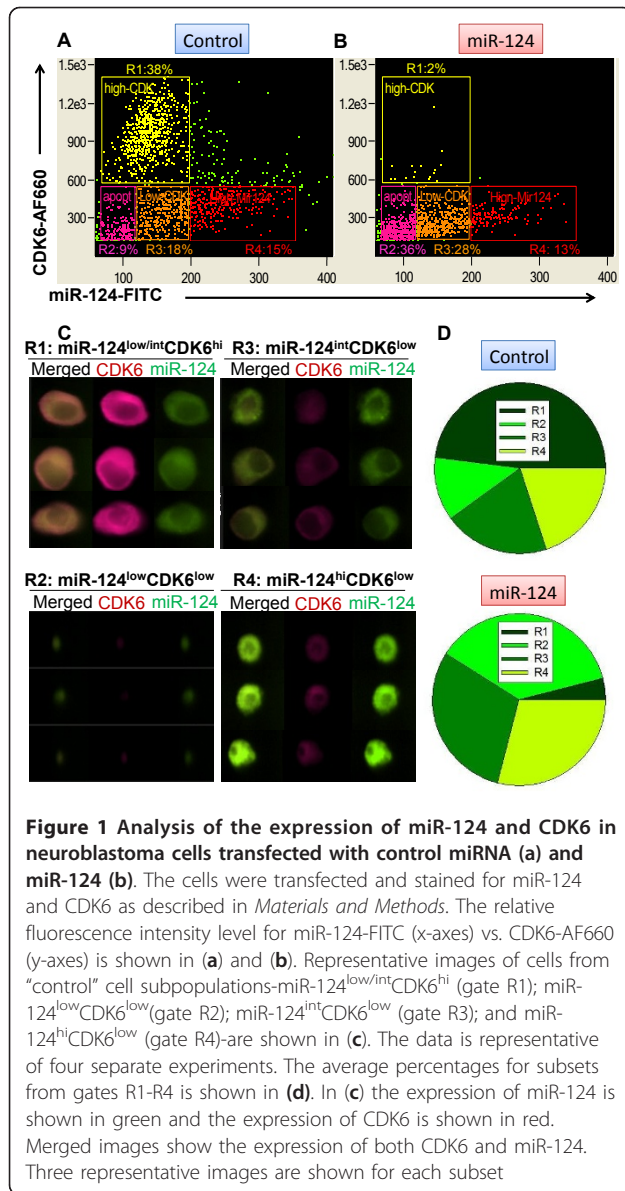 A
Control
B
miR-124
R1:38%
R1:2%
1.5e3
1.5e3
high-CDK
high-CDK
1.2e3
1.2e3
900
900
600
600
apopt
Low-CDK
apopt
Low-CDK
Hign-Mir124
300
300
R2:9%
R3:18%
R4:15%
R2:36%
R3:28%
R4: 13%
100 200 300 400
100 200 300 400
CDK6-AF660
miR-124-FITC
C
D
R1: miR-124low/intCDK6hi
R3: miR-124intCDK6low
Merged CDK6 miR-124
Merged CDK6 miR-124
Control
R1
R2
R3
R4
R2: miR-124lowCDK6low
R4: miR-124hiCDK6low
Merged CDK6 miR-124
Merged CDK6 miR-124
miR-124
R1
R2
R3
R4
Figure 1 Analysis of the expression of miR-124 and CDK6 in
neuroblastoma cells transfected with control miRNA (a) and
miR-124 (b). The cells were transfected and stained for miR-124
and CDK6 as described in Materials and Methods. The relative
fluorescence intensity level for miR-124-FITC (x-axes) vs. CDK6-AF660
(y-axes) is shown in (a) and (b). Representative images of cells from
“control” cell subpopulations-miR-124low/intCDK6hi (gate R1); miR-
124lowCDK6low(gate R2); miR-124intCDK6low (gate R3); and miR-
124hiCDK6low (gate R4)-are shown in (c). The data is representative
of four separate experiments. The average percentages for subsets
from gates R1-R4 is shown in (d). In (c) the expression of miR-124 is
shown in green and the expression of CDK6 is shown in red.
Merged images show the expression of both CDK6 and miR-124.
Three representative images are shown for each subset